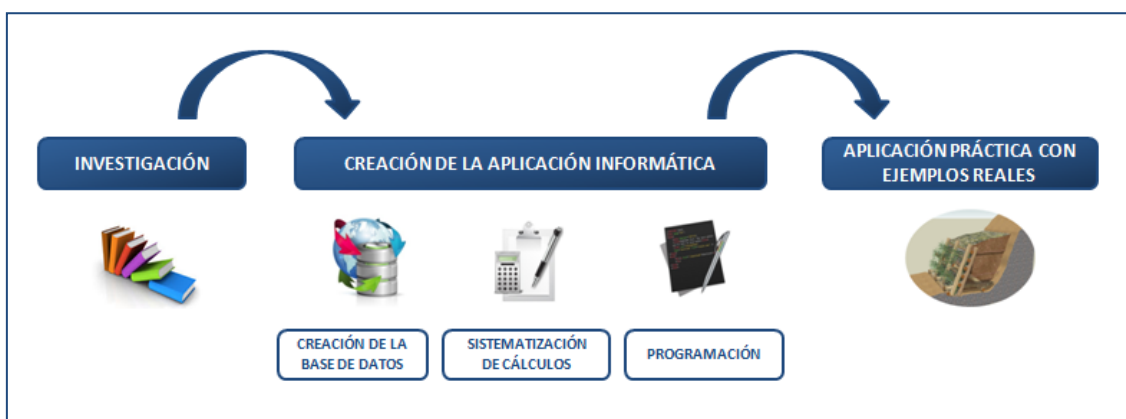 INVESTIGACIÓN
CREACIÓN DE LA APLICACIÓN INFORMÁTICA
APLICACIÓN PRÁCTICA CON
EJEMPLOS REALES
CREACIÓN DE LA
BASE DE DATOS
SISTEMATIZACIÓN
DE CÁLCULOS
PROGRAMACIÓN